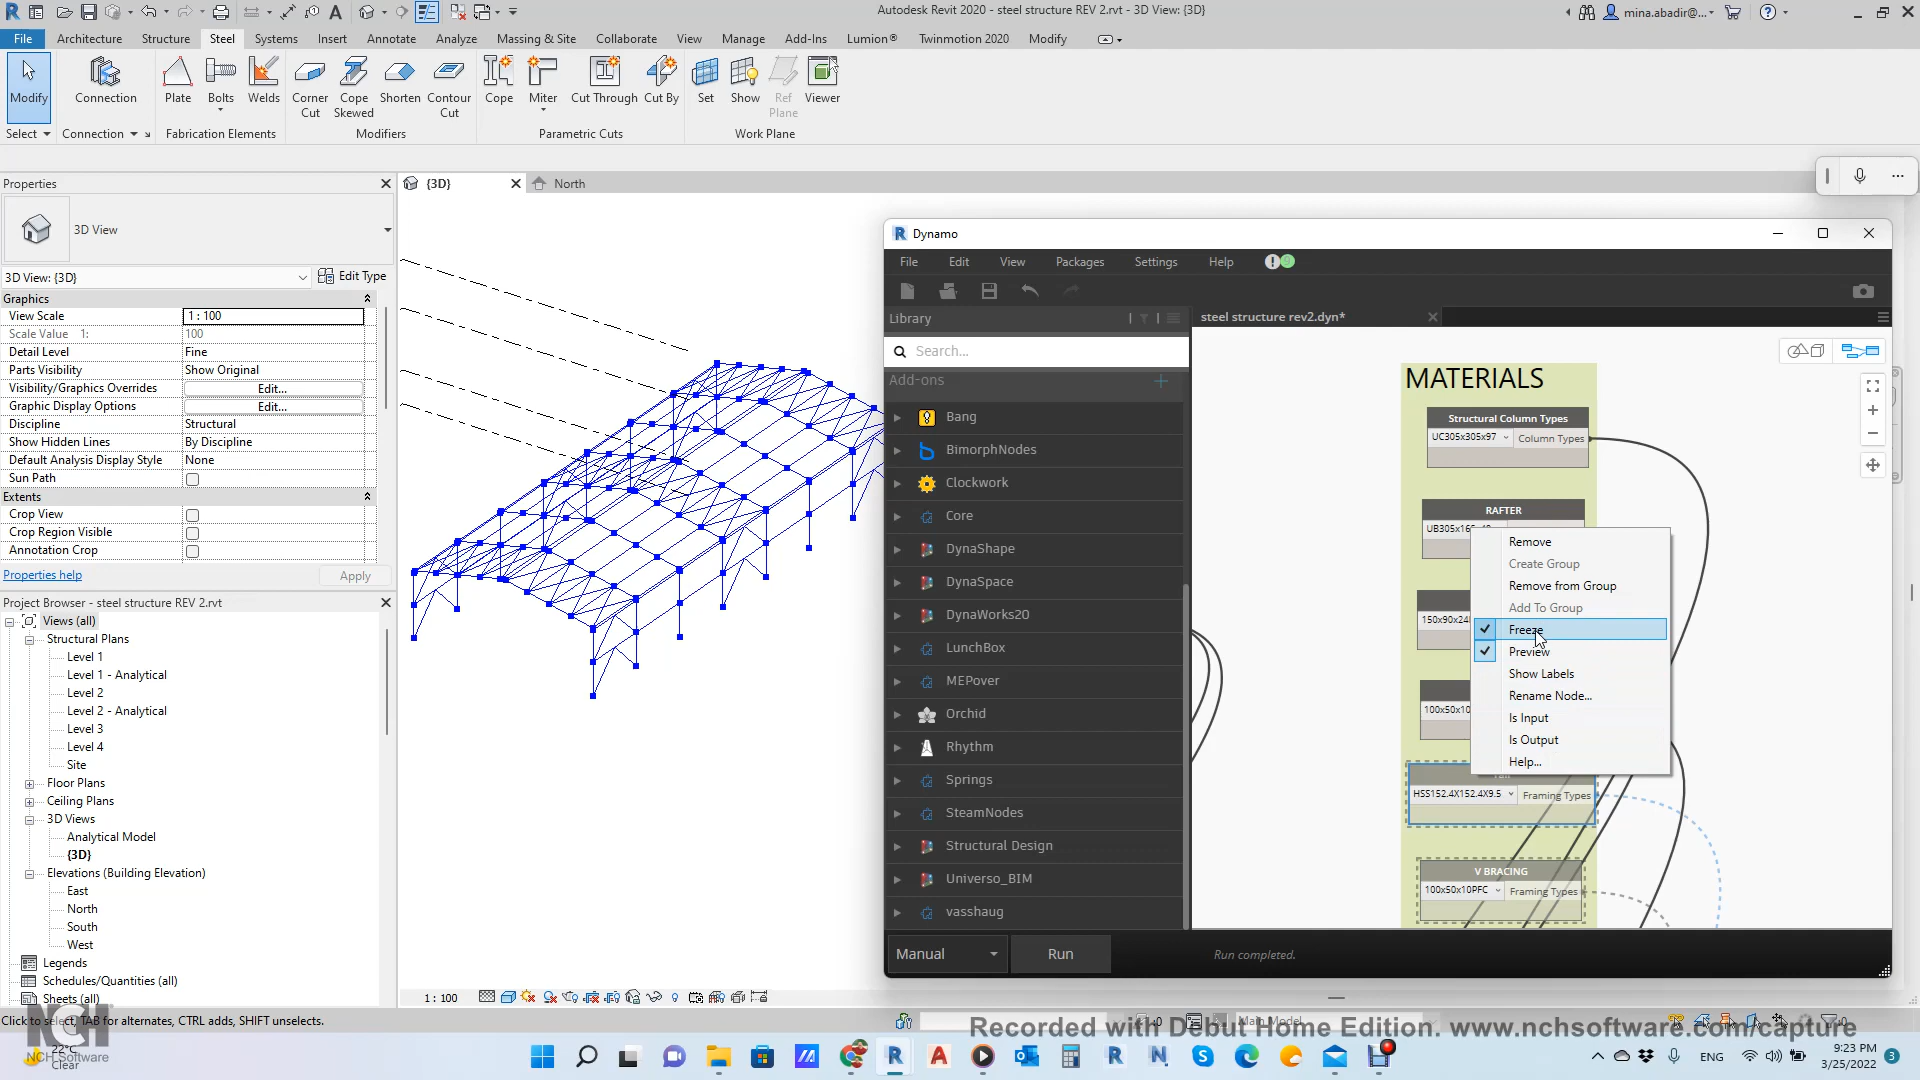 Autodesk Revit 2020 - steel structure REV 2.rvt - 3D View: {3D}
mina.abadir@...
File Architecture Structure Steel Systems Insert Annotate Analyze Massing & Site Collaborate View Manage Add-Ins Lumion® Twinmotion 2020 Modify
Modify Connection Plate Bolts Welds Corner Cut Cope Skewed Shorten Contour Cut Cope Miter Cut Through Cut By Set Show Ref Plane Viewer
Select Connection Fabrication Elements Modifiers Parametric Cuts Work Plane
Properties
3D View
3D View: {3D}
Edit Type
Graphics
View Scale 1 : 100
Scale Value 1: 100
Detail Level Fine
Parts Visibility Show Original
Visibility/Graphics Overrides Edit...
Graphic Display Options Edit...
Discipline Structural
Show Hidden Lines By Discipline
Default Analysis Display Style None
Sun Path
Extents
Crop View
Crop Region Visible
Annotation Crop
Properties help Apply
Project Browser - steel structure REV 2.rvt
Views (all)
Structural Plans
Level 1
Level 1 - Analytical
Level 2
Level 2 - Analytical
Level 3
Level 4
Site
Floor Plans
Ceiling Plans
3D Views
Analytical Model
{3D}
Elevations (Building Elevation)
East
North
South
West
Legends
Schedules/Quantities (all)
Sheets (all)
{3D} North
1 : 100
Dynamo
File Edit View Packages Settings Help
Library
steel structure rev2.dyn*
Search...
Add-ons
Bang
BimorphNodes
Clockwork
Core
DynaShape
DynaSpace
DynaWorks20
LunchBox
MEPover
Orchid
Rhythm
Springs
SteamNodes
Structural Design
Universo_BIM
vasshaug
MATERIALS
Structural Column Types
UC305x305x97 Column Types
RAFTER
Remove
Create Group
Remove from Group
Add To Group
Freeze
Preview
Show Labels
Rename Node...
Is Input
Is Output
Help...
HSS152.4X152.4X9.5 Framing Types
V BRACING
100x50x10PFC Framing Types
Manual Run Run completed.
Click to select, TAB for alternates, CTRL adds, SHIFT unselects.
:0
Main Model
:0
Recorded with Debut Home Edition. www.nchsoftware.com/capture
NCH
NCH Software
22°C
Clear
ENG
9:23 PM
3/25/2022
3